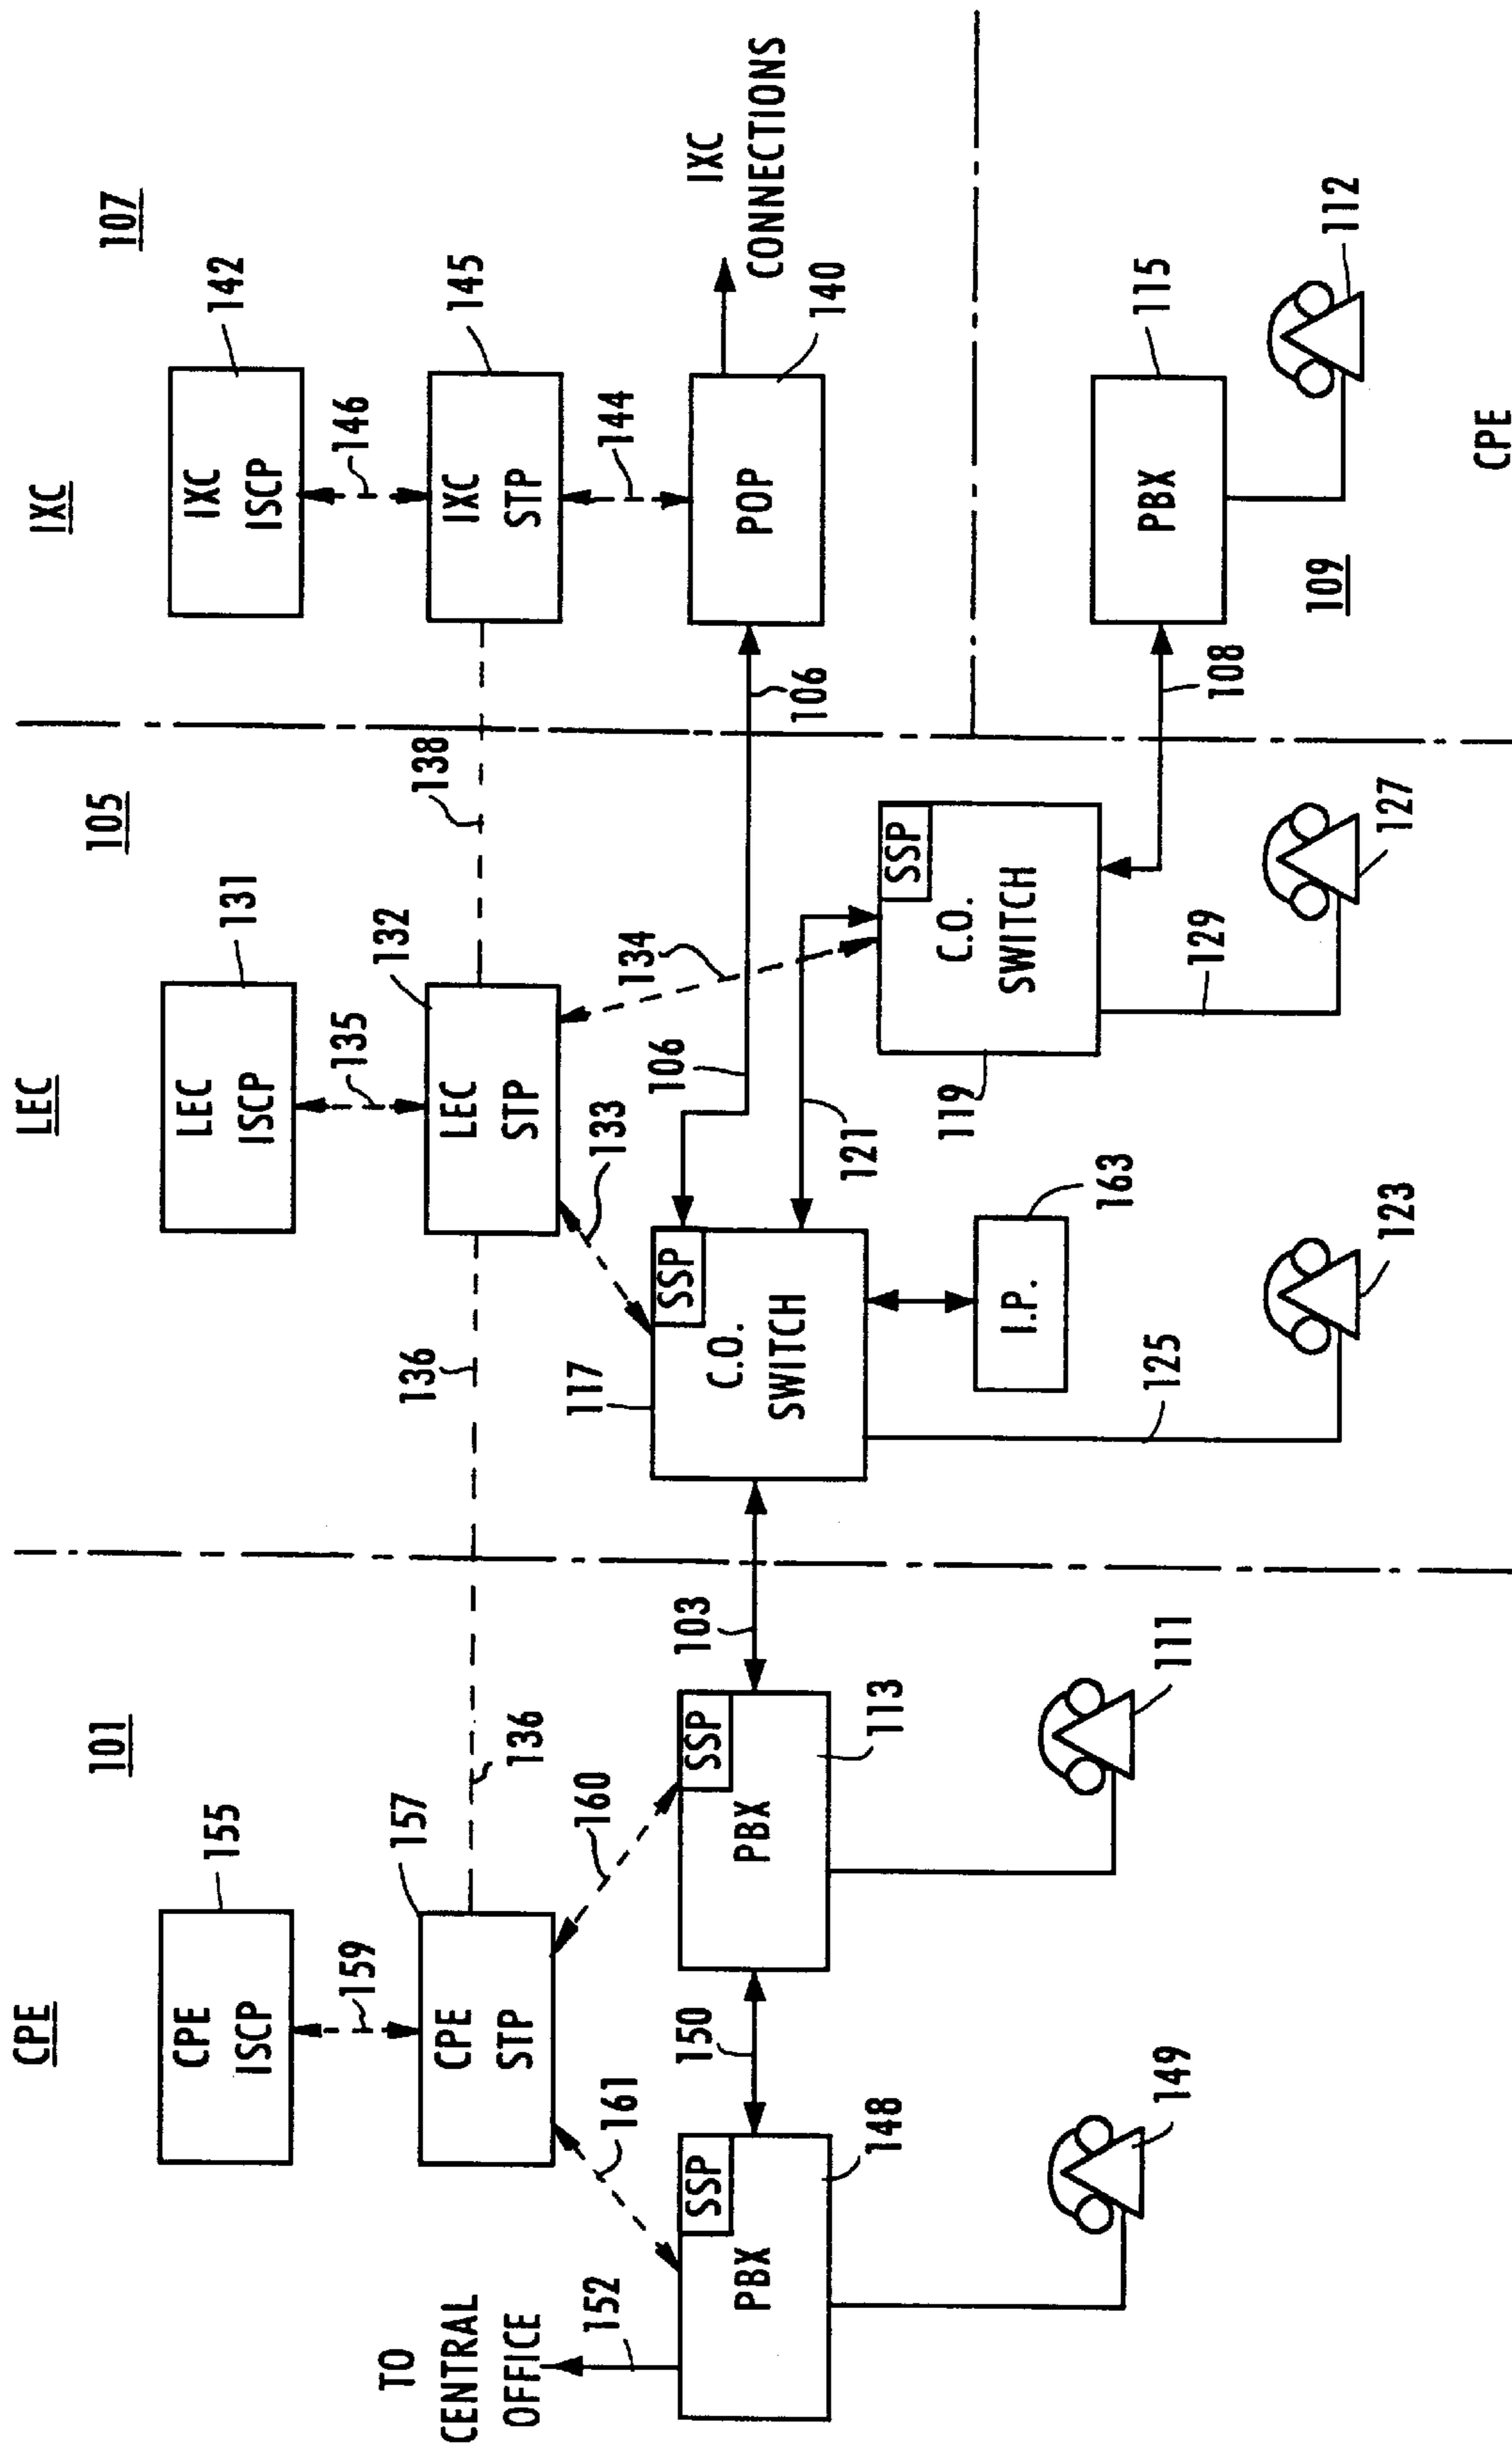 CPE
101
CPE
ISCP
155
159
CPE
STP
157
136
161
160
TO
CENTRAL
OFFICE
152
PBX
SSP
148
150
PBX
SSP
113
103
149
111
LEC
105
LEC
ISCP
131
135
LEC
STP
132
136
138
133
134
117
SSP
C.O.
SWITCH
106
121
119
SSP
C.O.
SWITCH
I.P.
163
125
123
129
127
IXC
107
IXC
ISCP
142
146
IXC
STP
145
144
106
POP
140
IXC
CONNECTIONS
108
PBX
115
109
112
CPE